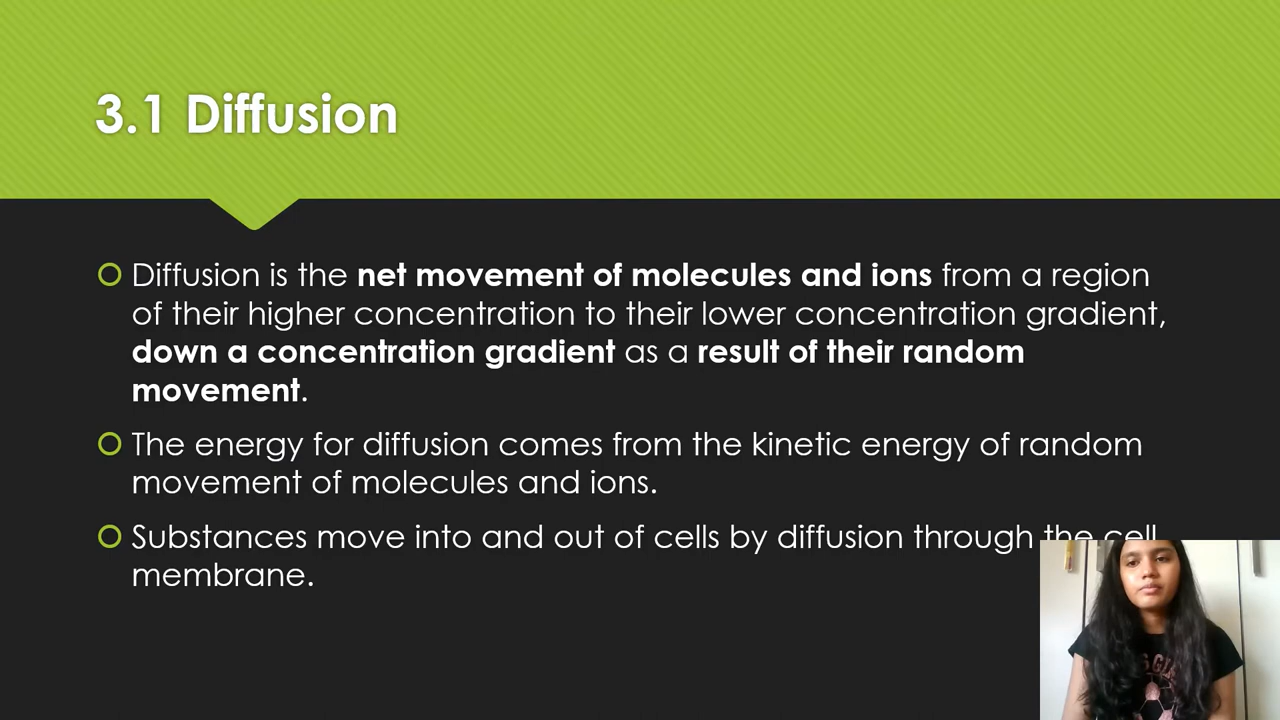 3.1 Diffusion
Diffusion is the net movement of molecules and ions from a region
of their higher concentration to their lower concentration gradient,
down a concentration gradient as a result of their random
movement.
The energy for diffusion comes from the kinetic energy of random
movement of molecules and ions.
Substances move into and out of cells by diffusion through the cell
membrane.